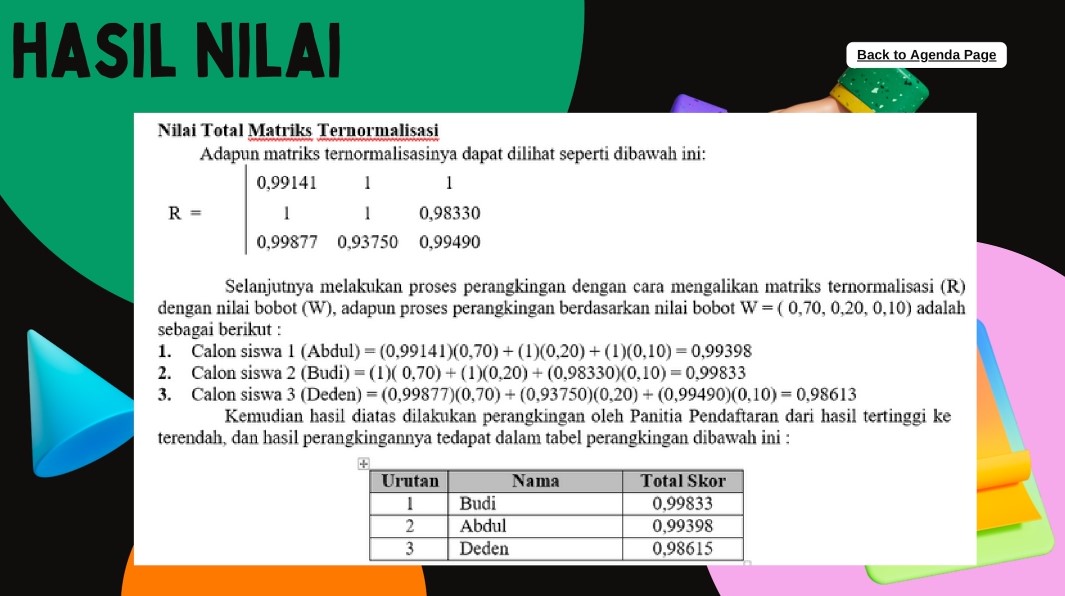 HASIL NILAI
Back to Agenda Page
Nilai Total Matriks Ternormalisasi
Adapun matriks ternormalisasinya dapat dilihat seperti dibawah ini:
0,99141 1 1
R = 1 1 0,98330
0,99877 0,93750 0,99490
Selanjutnya melakukan proses perangkingan dengan cara mengalikan matriks ternormalisasi (R)
dengan nilai bobot (W), adapun proses perangkingan berdasarkan nilai bobot W = ( 0,70, 0,20, 0,10) adalah
sebagai berikut :
1. Calon siswa 1 (Abdul) = (0,99141)(0,70) + (1)(0,20) + (1)(0,10) = 0,99398
2. Calon siswa 2 (Budi) = (1)( 0,70) + (1)(0,20) + (0,98330)(0,10) = 0,99833
3. Calon siswa 3 (Deden) = (0,99877)(0,70) + (0,93750)(0,20) + (0,99490)(0,10) = 0,98613
Kemudian hasil diatas dilakukan perangkingan oleh Panitia Pendaftaran dari hasil tertinggi ke
terendah, dan hasil perangkingannya tedapat dalam tabel perangkingan dibawah ini :
Urutan Nama Total Skor
1 Budi 0,99833
2 Abdul 0,99398
3 Deden 0,98615